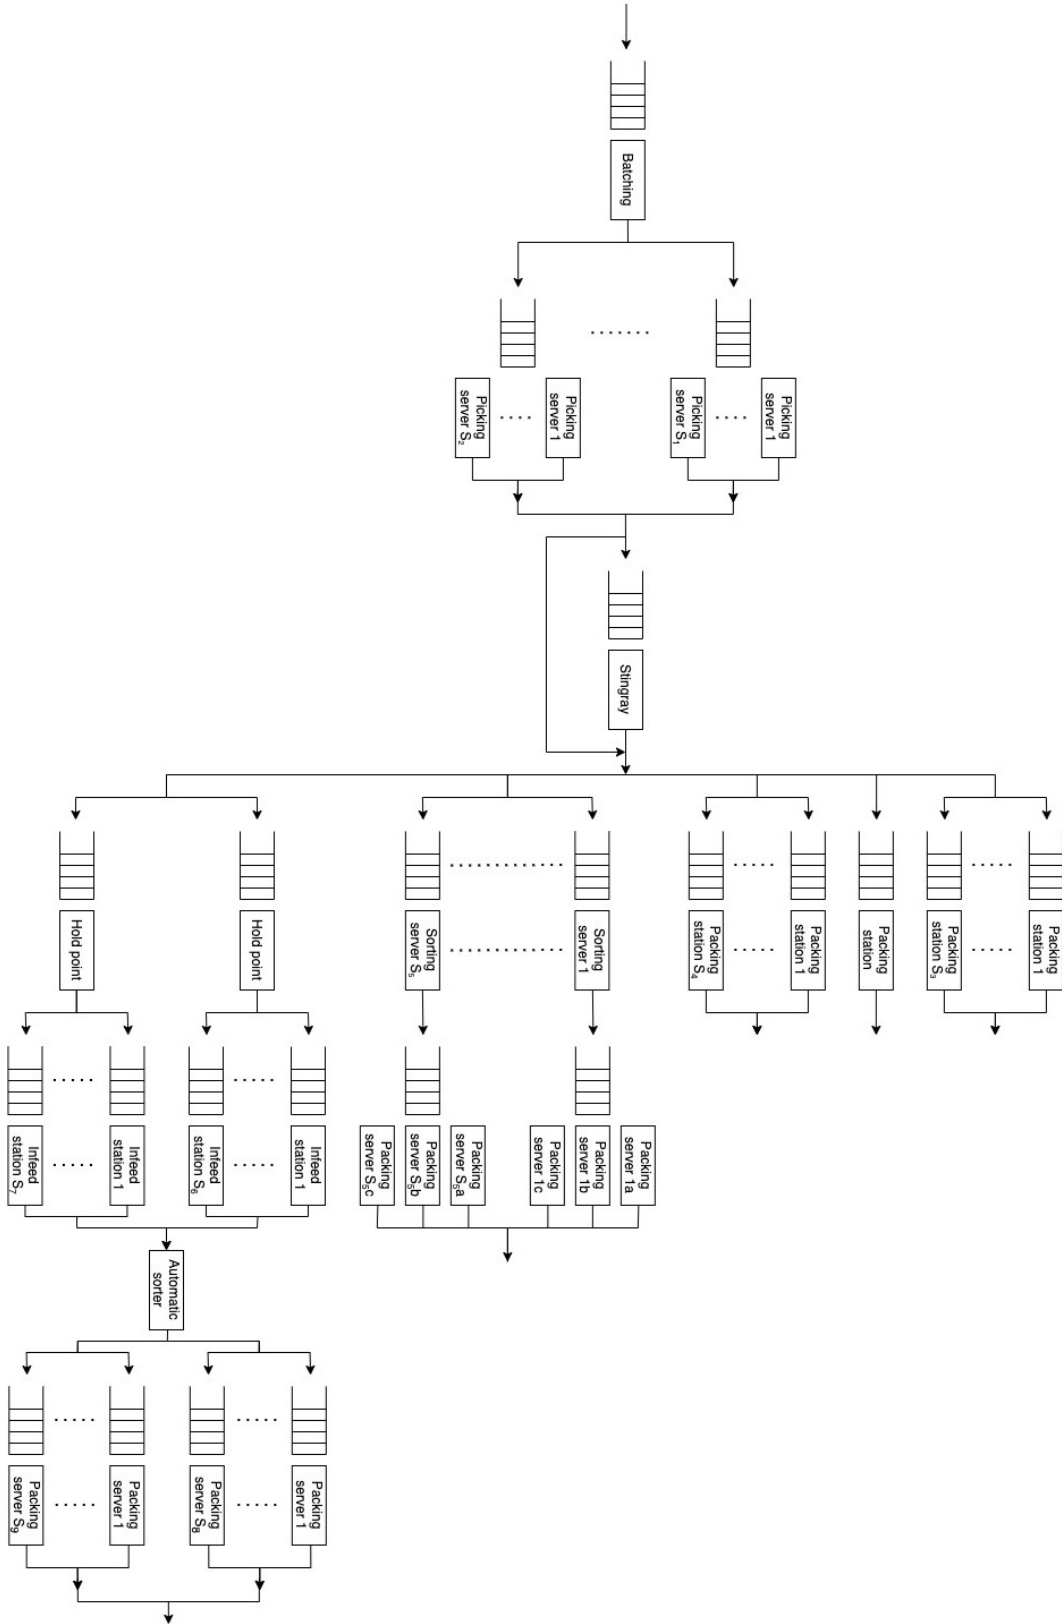 Batching
Picking
server 1
Picking
server S₁
Picking
server 1
Picking
server S₂
Stingray
Packing
station 1
Packing
station S₃
Packing
station
Packing
station 1
Packing
station S₄
Sorting
server 1
Sorting
server S₅
Hold point
Hold point
Packing
server 1a
Packing
server 1b
Packing
server 1c
Packing
server S₅a
Packing
server S₅b
Packing
server S₅c
Infeed
station 1
Infeed
station S₆
Infeed
station 1
Infeed
station S₇
Automatic
sorter
Packing
server 1
Packing
server S₈
Packing
server 1
Packing
server S₉